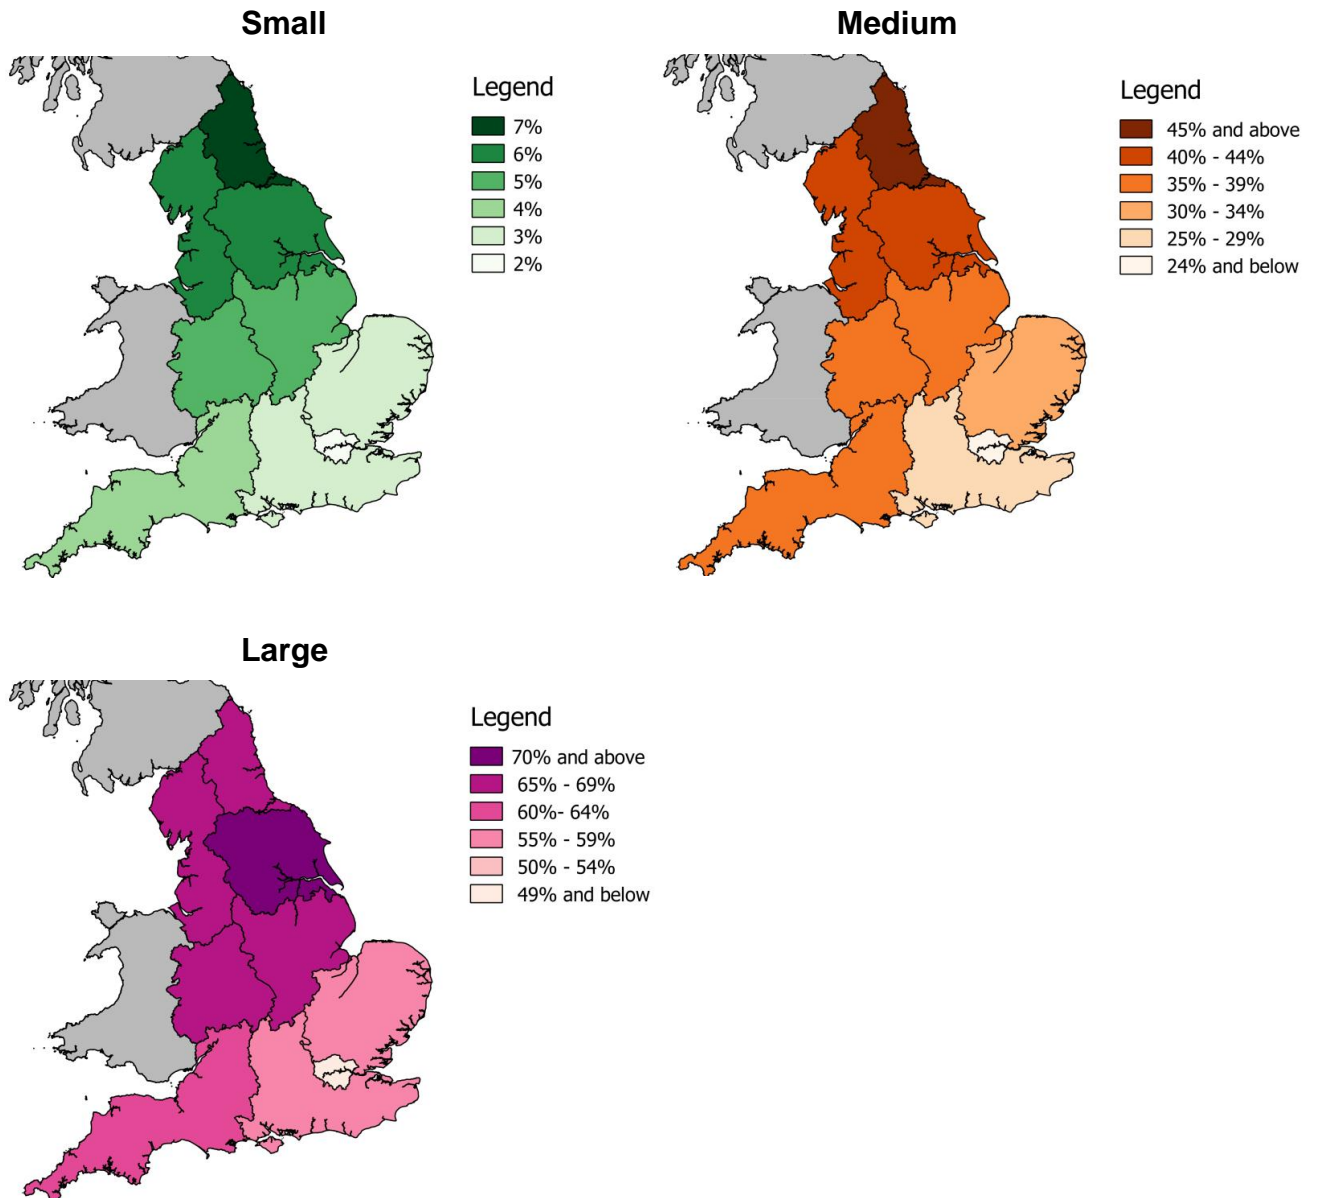 Small
Legend
7%
6%
5%
4%
3%
2%
Medium
Legend
45% and above
40% - 44%
35% - 39%
30% - 34%
25% - 29%
24% and below
Large
Legend
70% and above
65% - 69%
60%- 64%
55% - 59%
50% - 54%
49% and below